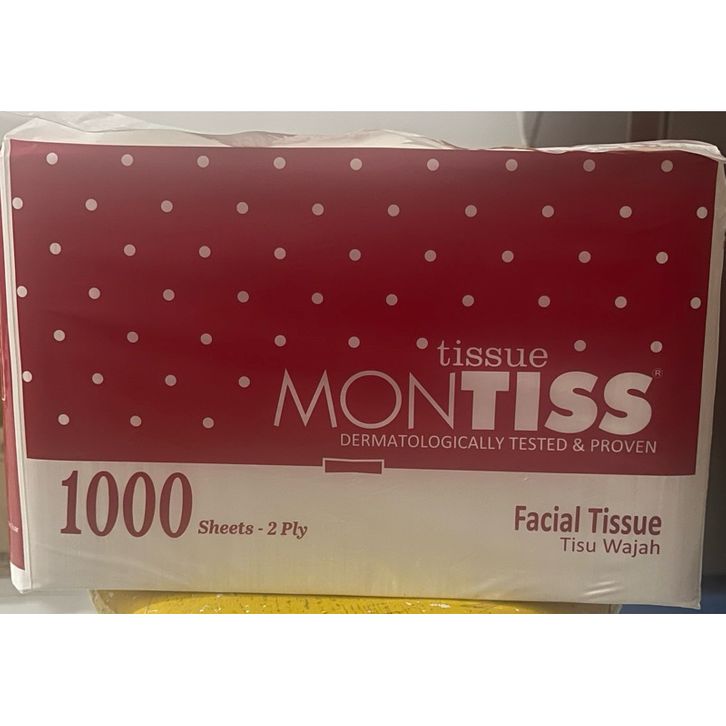 tissue
MONTISS®
DERMATOLOGICALLY TESTED & PROVEN
1000 Sheets - 2 Ply
Facial Tissue
Tisu Wajah